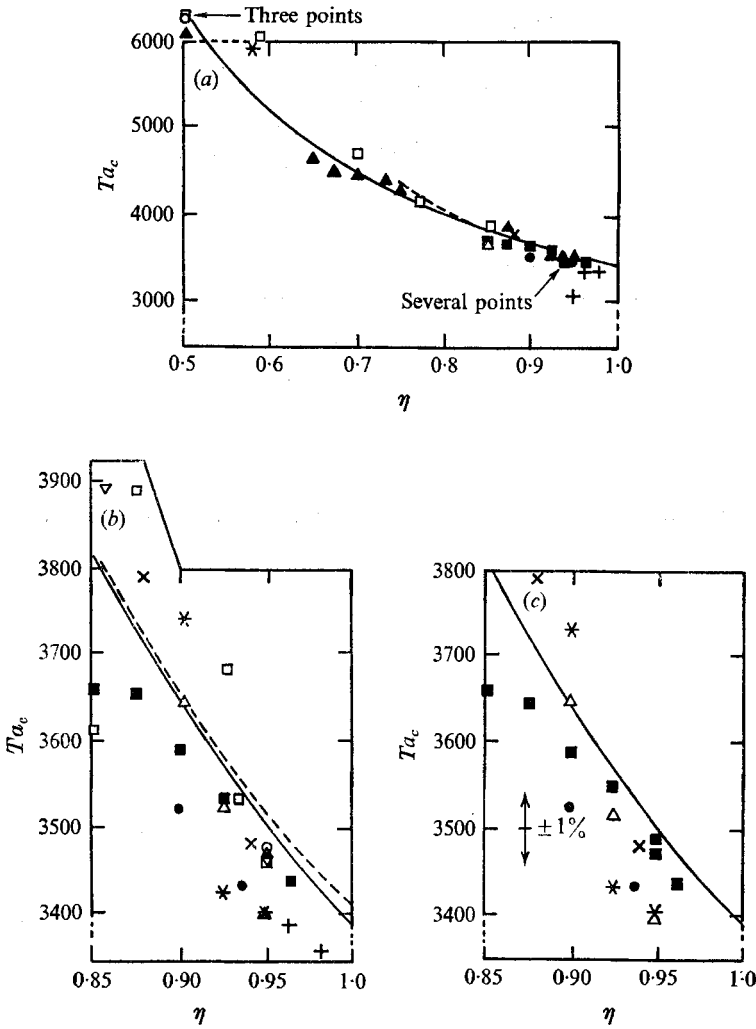 Three points
6000
(a)
5000
Ta_c
4000
Several points
3000
0·5 0·6 0·7 0·8 0·9 1·0
η
3900
(b)
3800
3700
Ta_c
3600
3500
3400
0·85 0·90 0·95 1·0
η
3800
(c)
3700
Ta_c
3600
3500
±1%
3400
0·85 0·90 0·95 1·0
η